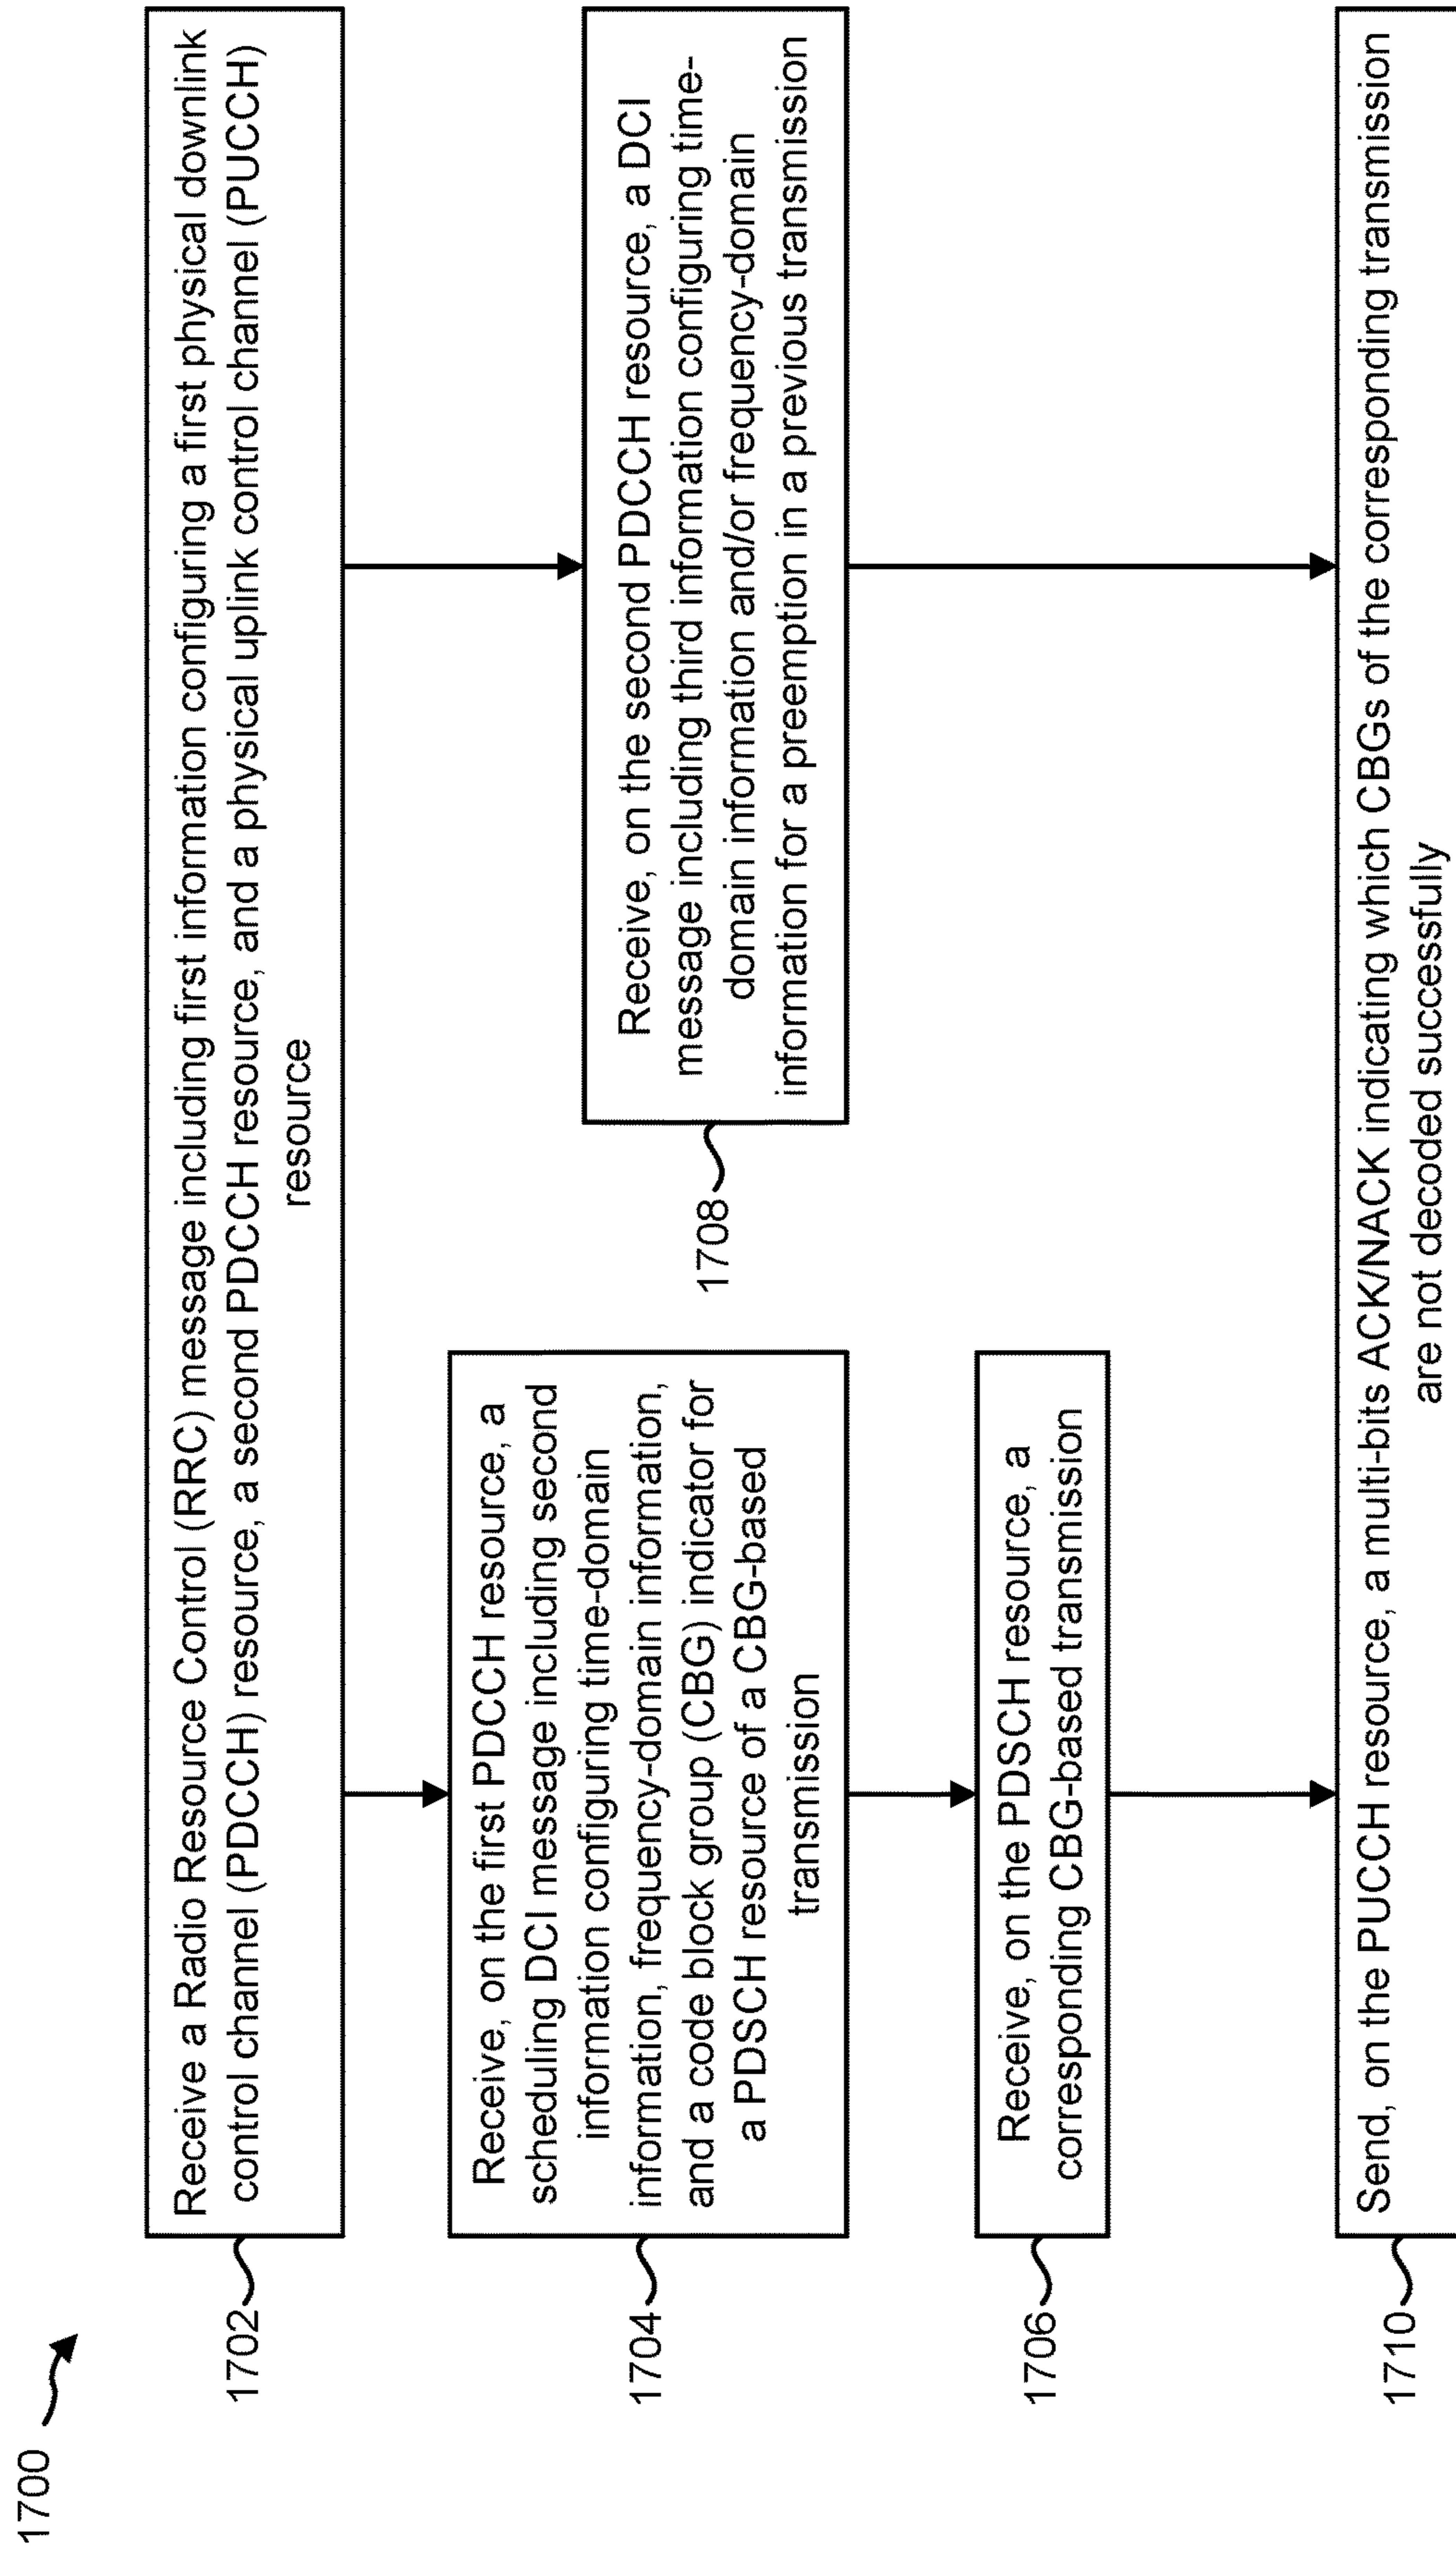 1700
1702
Receive a Radio Resource Control (RRC) message including first information configuring a first physical downlink
control channel (PDCCH) resource, a second PDCCH resource, and a physical uplink control channel (PUCCH)
resource
1704
Receive, on the first PDCCH resource, a
scheduling DCI message including second
information configuring time-domain
information, frequency-domain information,
and a code block group (CBG) indicator for
a PDSCH resource of a CBG-based
transmission
1708
Receive, on the second PDCCH resource, a DCI
message including third information configuring time-
domain information and/or frequency-domain
information for a preemption in a previous transmission
1706
Receive, on the PDSCH resource, a
corresponding CBG-based transmission
1710
Send, on the PUCCH resource, a multi-bits ACK/NACK indicating which CBGs of the corresponding transmission
are not decoded successfully